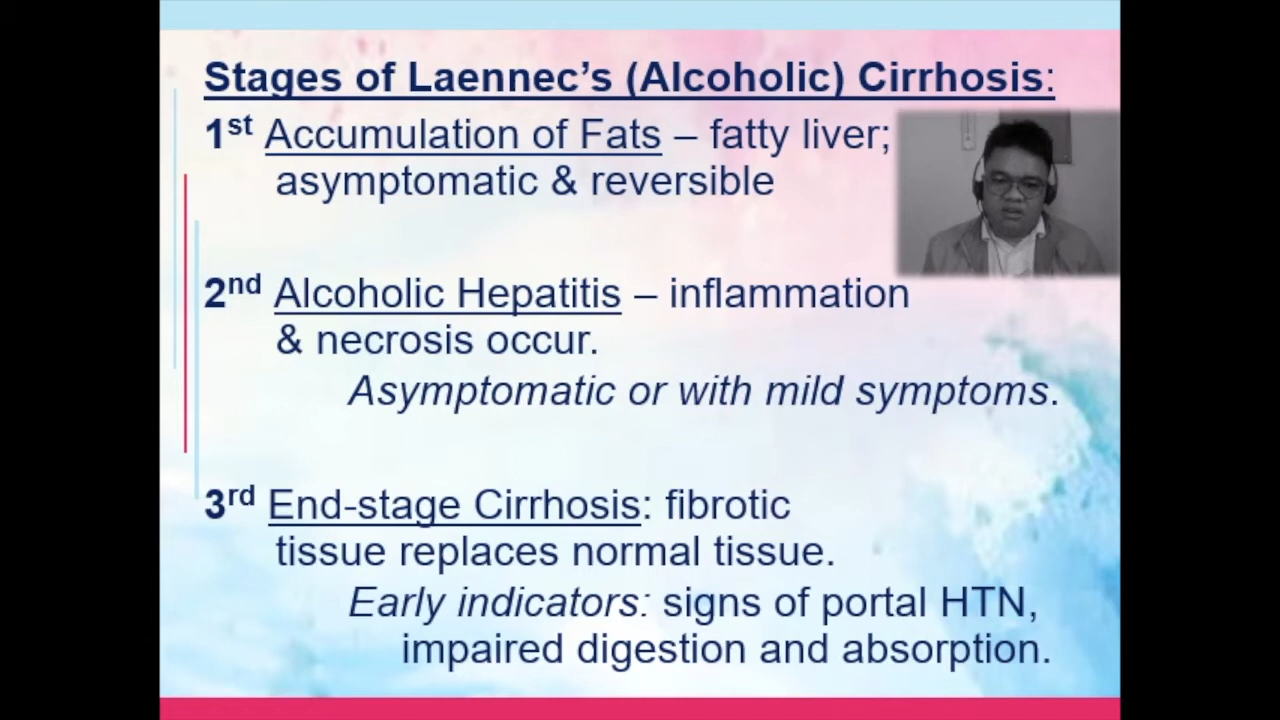 Stages of Laennec’s (Alcoholic) Cirrhosis:
1st Accumulation of Fats – fatty liver;
asymptomatic & reversible
2nd Alcoholic Hepatitis – inflammation
& necrosis occur.
Asymptomatic or with mild symptoms.
3rd End-stage Cirrhosis: fibrotic
tissue replaces normal tissue.
Early indicators: signs of portal HTN,
impaired digestion and absorption.